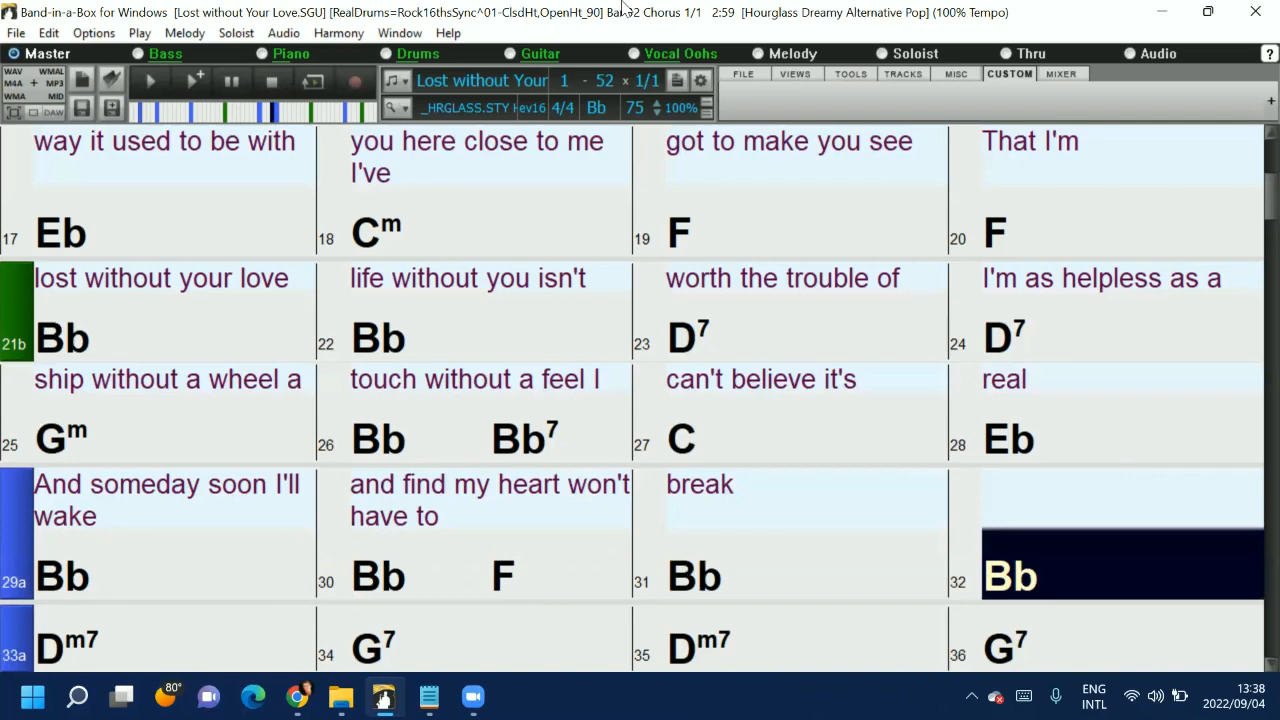 Band-in-a-Box for Windows [Lost without Your Love.SGU] [RealDrums=Rock16thsSync^01-ClsdHt,OpenHt_90] Bar 32 Chorus 1/1 2:59 [Hourglass Dreamy Alternative Pop] (100% Tempo)
File Edit Options Play Melody Soloist Audio Harmony Window Help
Master Bass Piano Drums Guitar Vocal Oohs Melody Soloist Thru Audio ?
WAV WMAL
M4A + MP3
WMA MID
DAW
Lost without Your 1 - 52 x 1/1
_HRGLASS.STY Hev16 4/4 Bb 75 100%
FILE VIEWS TOOLS TRACKS MISC CUSTOM MIXER
+
way it used to be with you here close to me got to make you see That I'm
I've
17 Eb 18 Cm 19 F 20 F
lost without your love life without you isn't worth the trouble of I'm as helpless as a
21b Bb 22 Bb 23 D7 24 D7
ship without a wheel a touch without a feel I can't believe it's real
25 Gm 26 Bb Bb7 27 C 28 Eb
And someday soon I'll and find my heart won't break
wake have to
29a Bb 30 Bb F 31 Bb 32 Bb
33a Dm7 34 G7 35 Dm7 36 G7
80°
ENG
INTL
13:38
2022/09/04